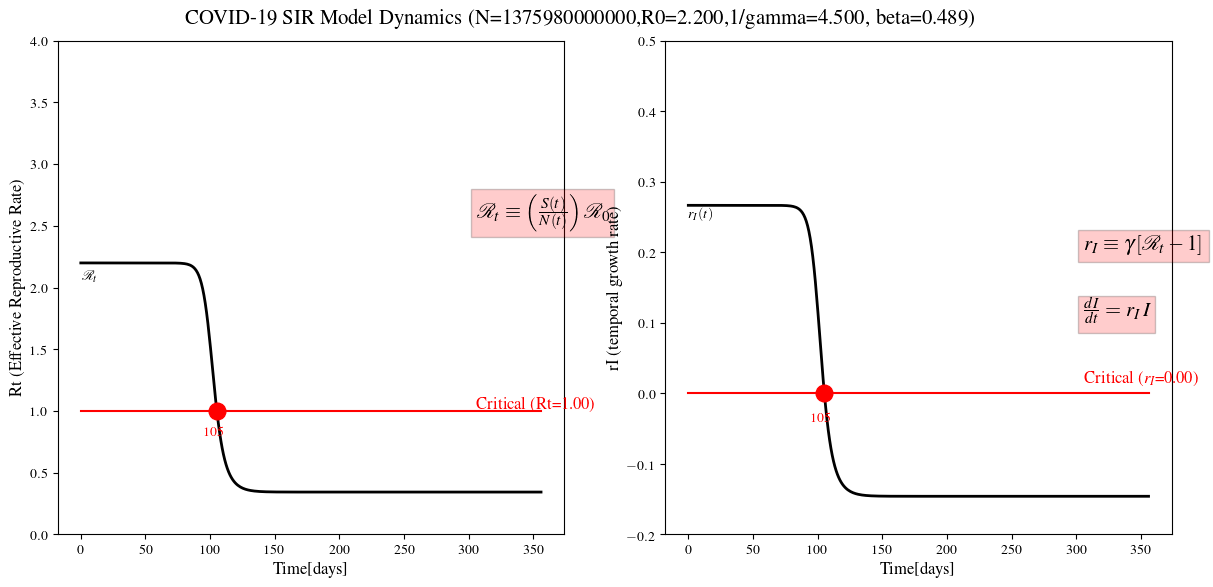 COVID-19 SIR Model Dynamics (N=1375980000000,R0=2.200,1/gamma=4.500, beta=0.489)
Rt (Effective Reproductive Rate)
4.0
3.5
3.0
2.5
2.0
1.5
1.0
0.5
0.0
ℛₜ ≡ (S(t)/N(t)) ℛ₀
ℛₜ
Critical (Rt=1.00)
105
0 50 100 150 200 250 300 350
Time[days]
rI (temporal growth rate)
0.5
0.4
0.3
0.2
0.1
0.0
−0.1
−0.2
r_I(t)
r_I ≡ γ[ℛₜ − 1]
dI/dt = r_I I
Critical (r_I=0.00)
105
0 50 100 150 200 250 300 350
Time[days]